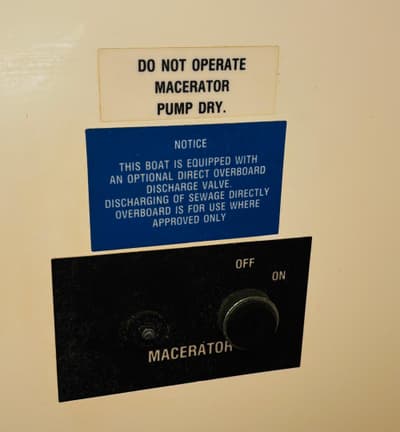 DO NOT OPERATE
MACERATOR
PUMP DRY.
NOTICE
THIS BOAT IS EQUIPPED WITH
AN OPTIONAL DIRECT OVERBOARD
DISCHARGE VALVE.
DISCHARGING OF SEWAGE DIRECTLY
OVERBOARD IS FOR USE WHERE
APPROVED ONLY
OFF
ON
MACERATOR